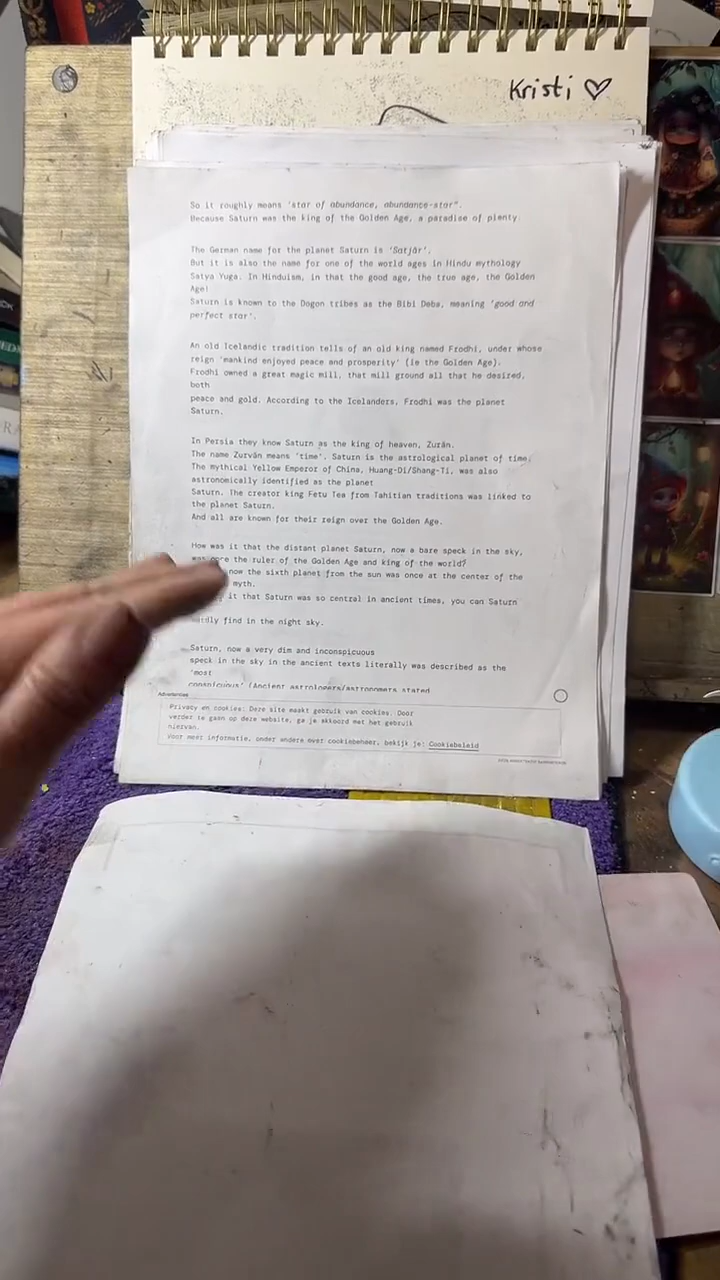 Kristi
So it roughly means 'star of abundance, abundance-star".
Because Saturn was the king of the Golden Age, a paradise of plenty.
The German name for the planet Saturn is 'Satjâr'.
But it is also the name for one of the world ages in Hindu mythology
Satya Yuga. In Hinduism, in that the good age, the true age, the Golden
Age!
Saturn is known to the Dogon tribes as the Bibi Deba, meaning 'good and
perfect star'.
An old Icelandic tradition tells of an old king named Frodhi, under whose
reign 'mankind enjoyed peace and prosperity' (ie the Golden Age).
Frodhi owned a great magic mill, that mill ground all that he desired,
both
peace and gold. According to the Icelanders, Frodhi was the planet
Saturn.
In Persia they know Saturn as the king of heaven, Zurân.
The name Zurvân means 'time'. Saturn is the astrological planet of time.
The mythical Yellow Emperor of China, Huang-Di/Shang-Ti, was also
astronomically identified as the planet
Saturn. The creator king Fetu Tea from Tahitian traditions was linked to
the planet Saturn.
And all are known for their reign over the Golden Age.
How was it that the distant planet Saturn, now a bare speck in the sky,
was once the ruler of the Golden Age and king of the world?
now the sixth planet from the sun was once at the center of the
myth.
it that Saturn was so central in ancient times, you can Saturn
find in the night sky.
Saturn, now a very dim and inconspicuous
speck in the sky in the ancient texts literally was described as the
'most
conspicuous' (Ancient astrologers/astronomers stated
Advertenties
Privacy en cookies: Deze site maakt gebruik van cookies. Door
verder te gaan op deze website, ga je akkoord met het gebruik
hiervan.
Voor meer informatie, onder andere over cookiebeheer, bekijk je: Cookiebeleid